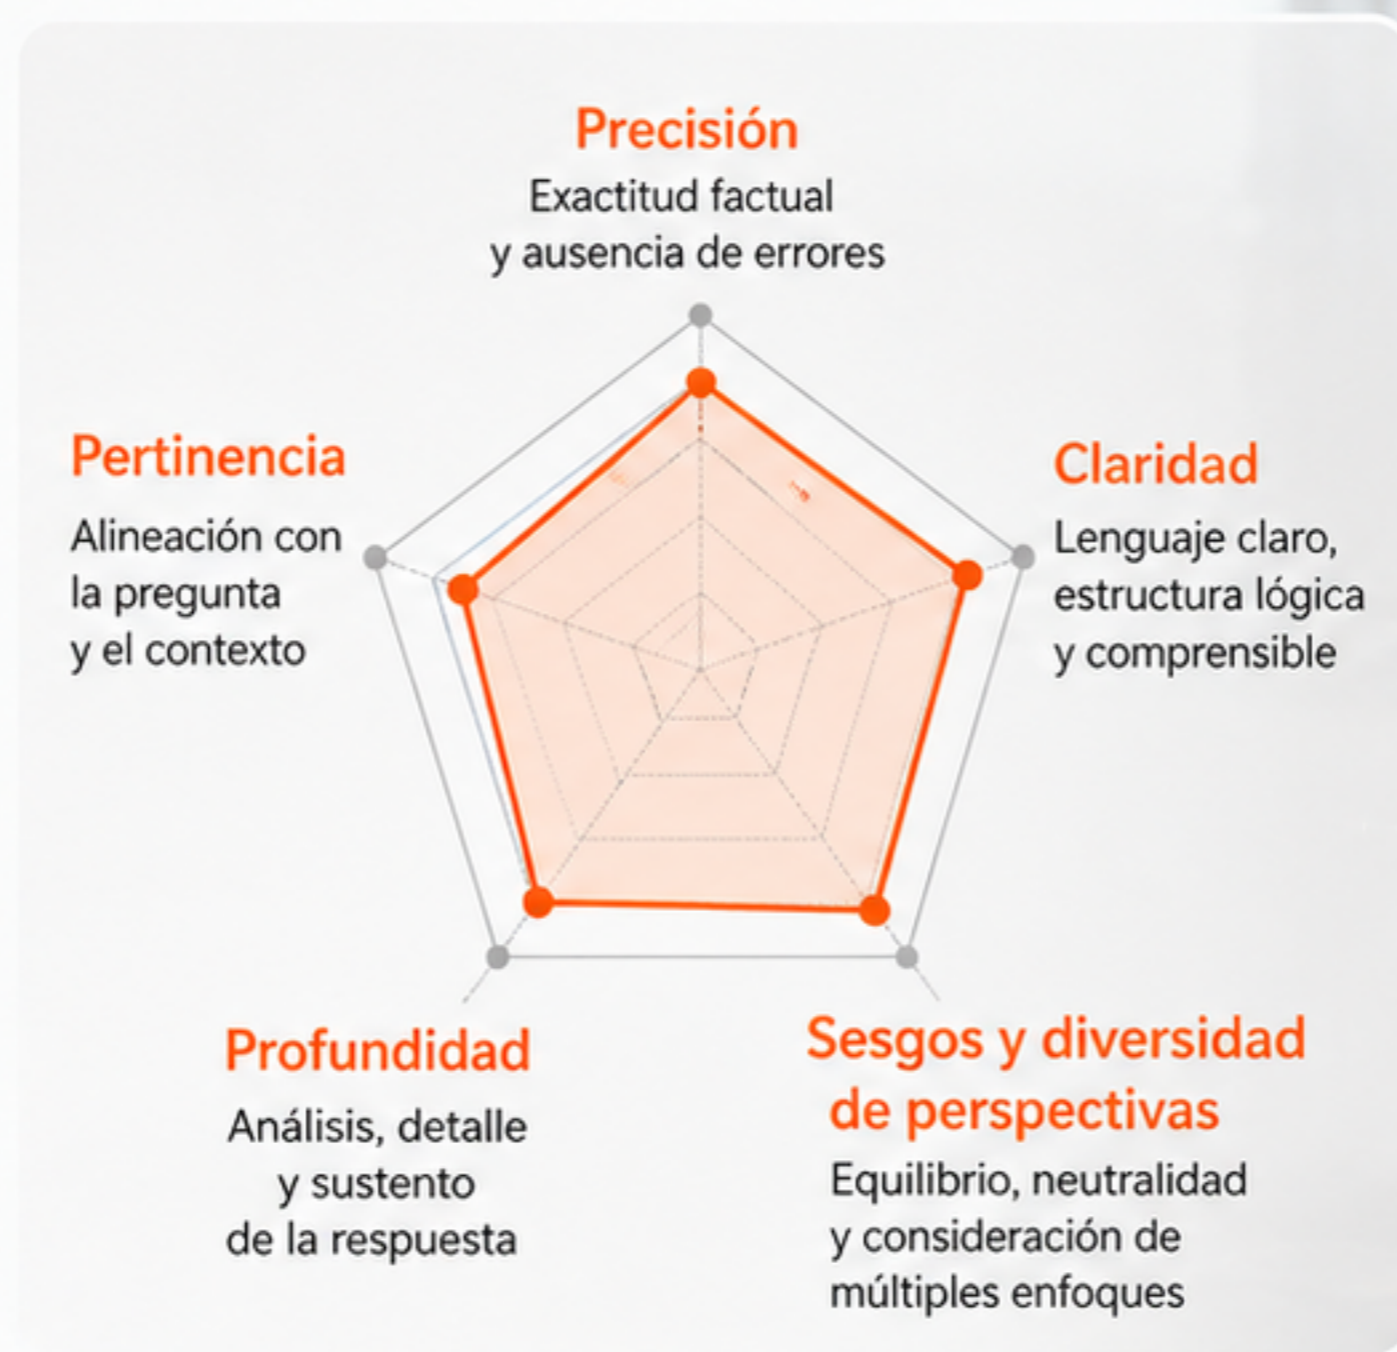 Precisión
Exactitud factual
y ausencia de errores
Pertinencia
Alineación con
la pregunta
y el contexto
Claridad
Lenguaje claro,
estructura lógica
y comprensible
Profundidad
Análisis, detalle
y sustento
de la respuesta
Sesgos y diversidad
de perspectivas
Equilibrio, neutralidad
y consideración de
múltiples enfoques